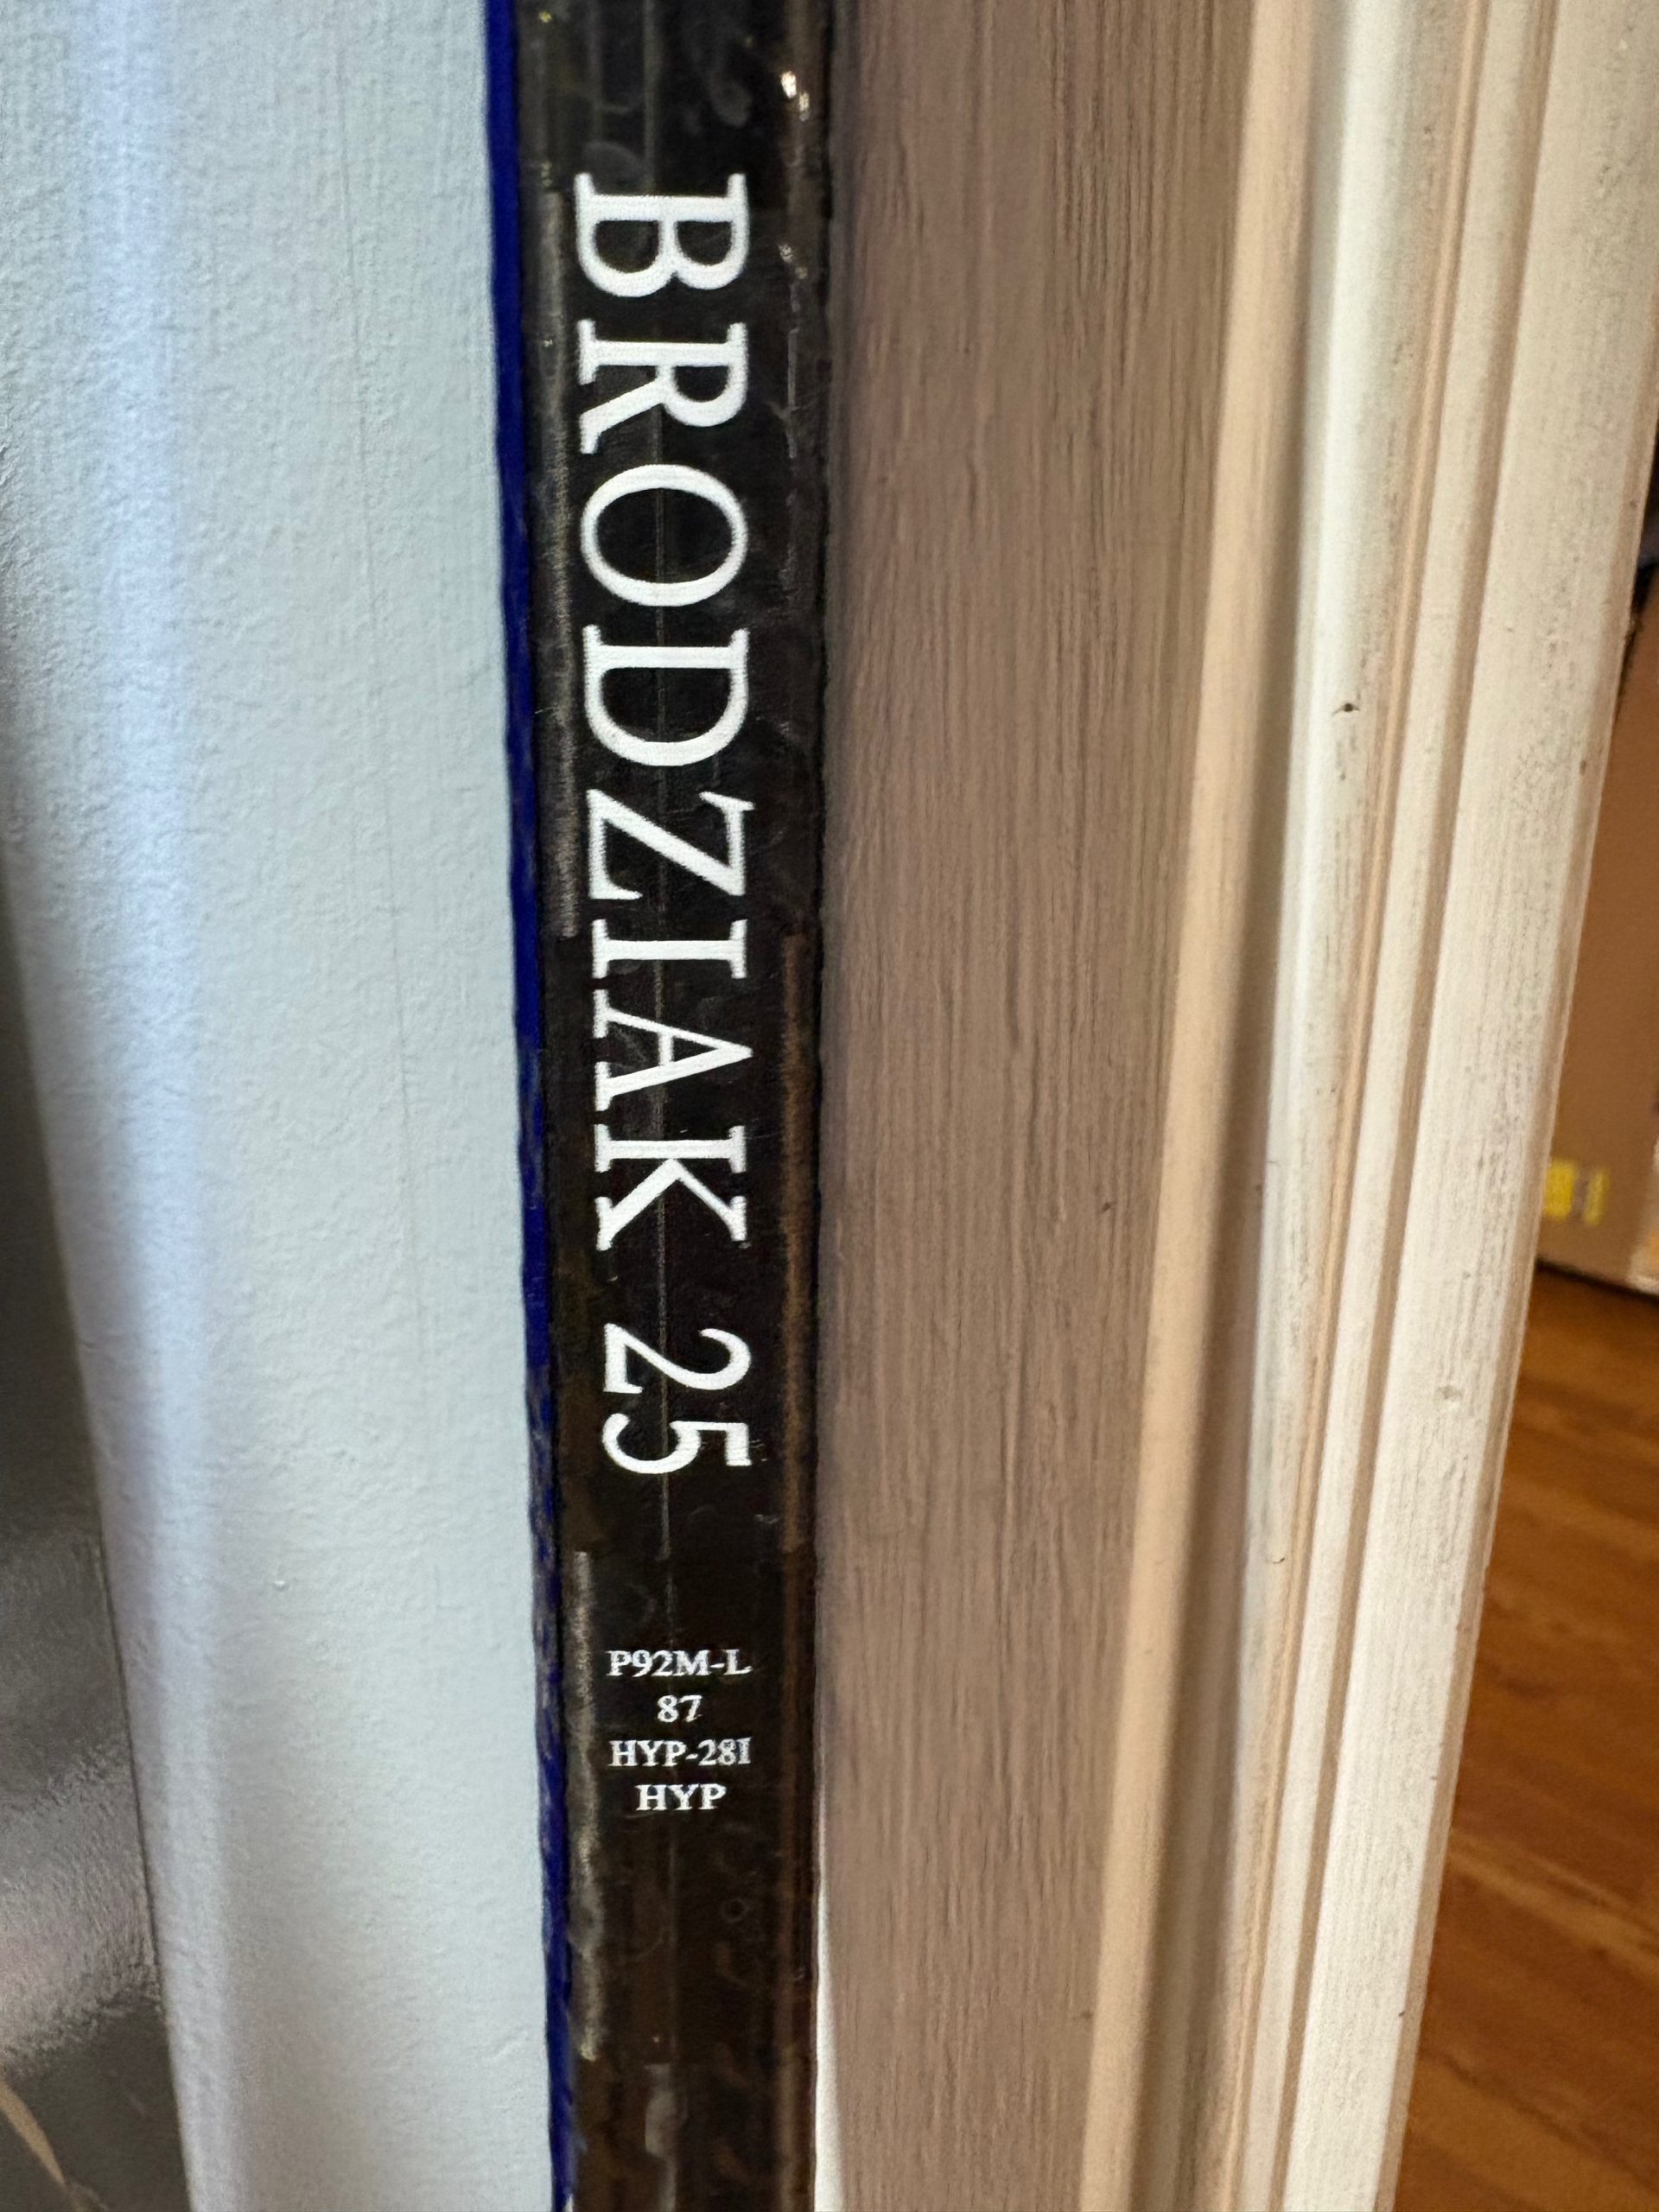 BRODZIAK 25
P92M-L
87
HYP-28I
HYP